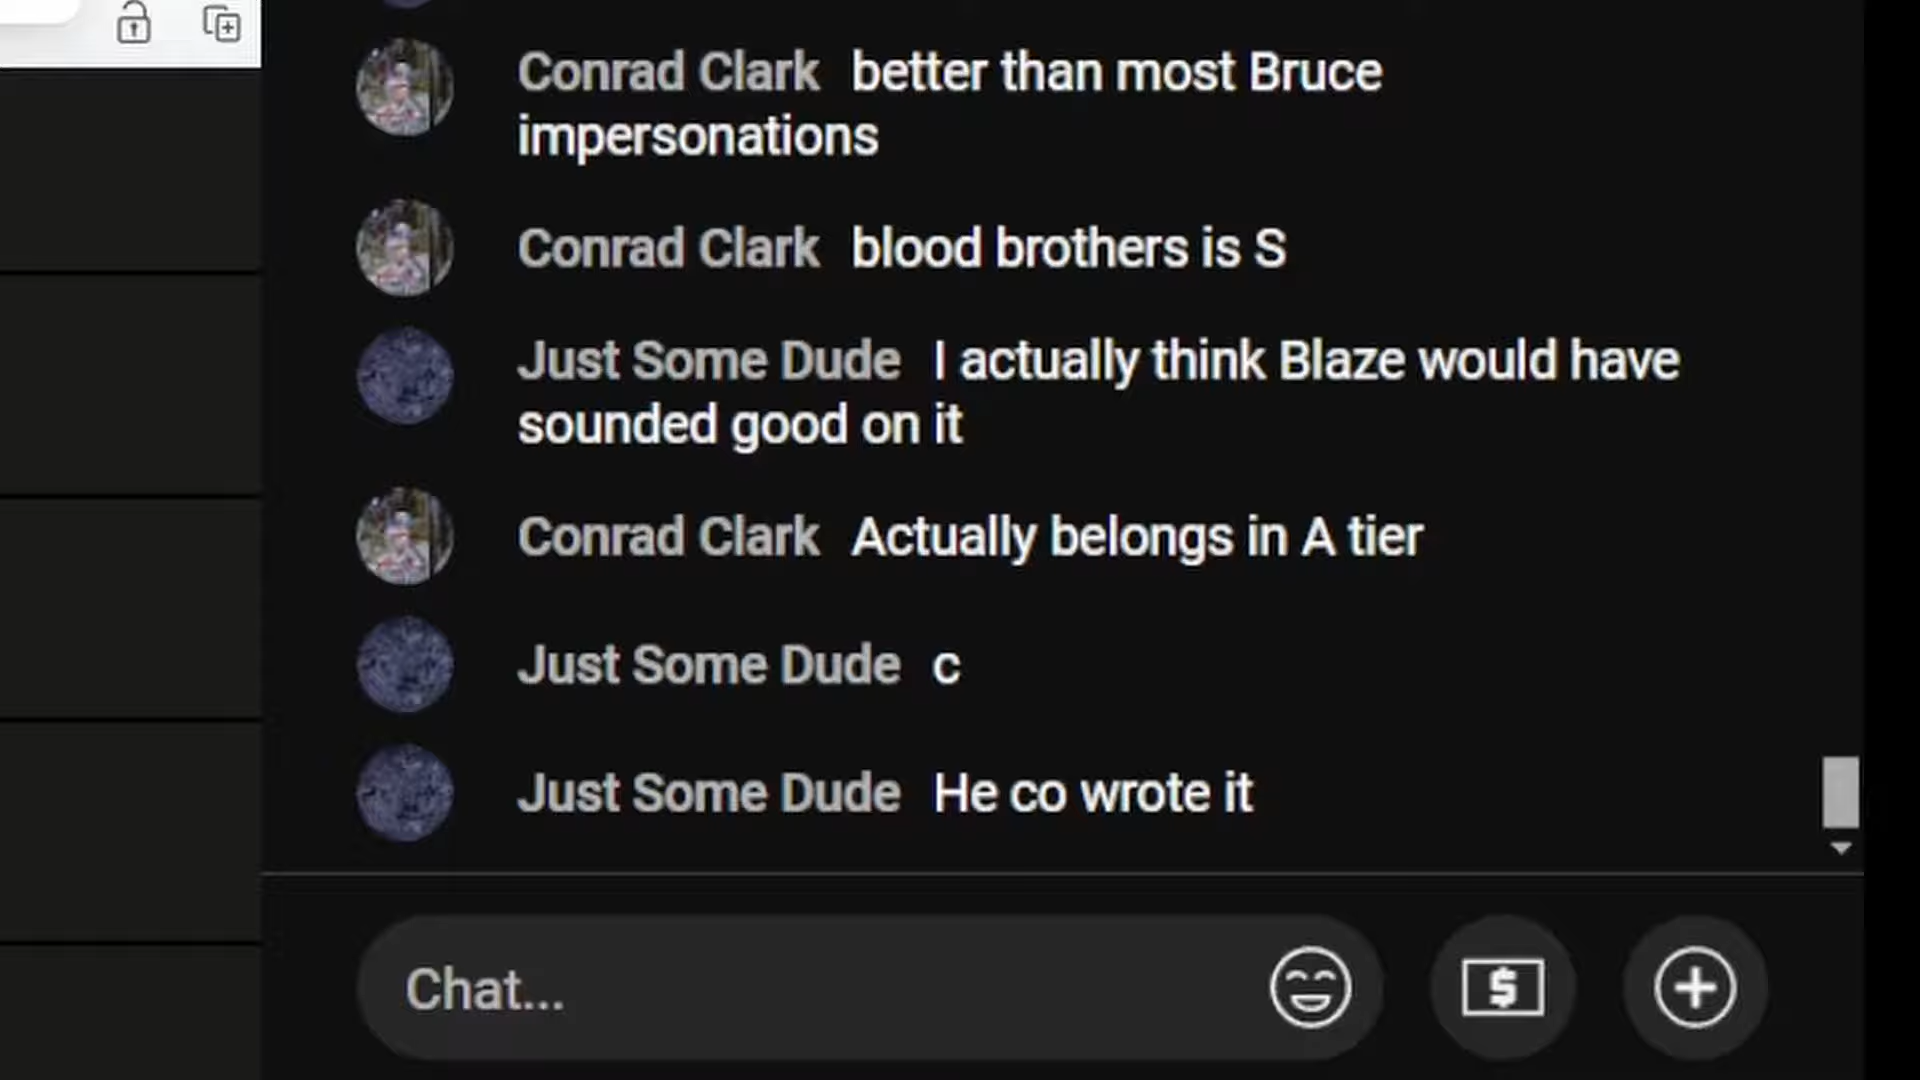 Conrad Clark better than most Bruce
impersonations
Conrad Clark blood brothers is S
Just Some Dude I actually think Blaze would have
sounded good on it
Conrad Clark Actually belongs in A tier
Just Some Dude c
Just Some Dude He co wrote it
Chat...